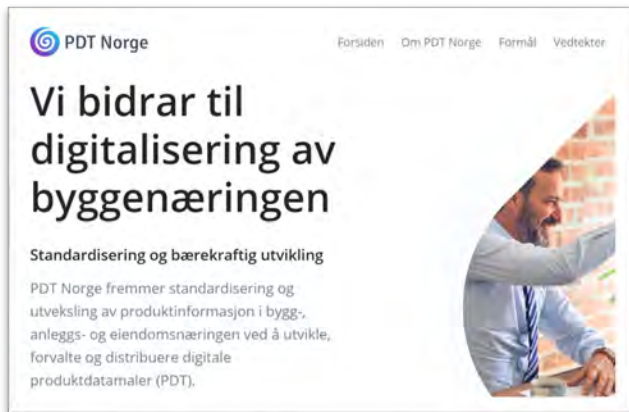 PDT Norge
Forsiden Om PDT Norge Formål Vedtekter
Vi bidrar til
digitalisering av
byggenæringen
Standardisering og bærekraftig utvikling
PDT Norge fremmer standardisering og
utveksling av produktinformasjon i bygg-,
anleggs- og eiendomsnæringen ved å utvikle,
forvalte og distribuere digitale
produktdatamaler (PDT).